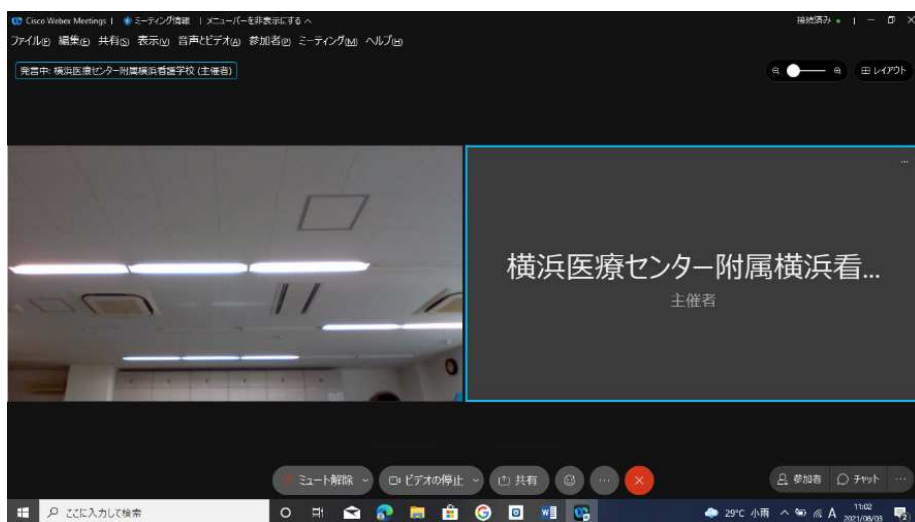 Cisco Webex Meetings | ミーティング情報 | メニューバーを非表示にする へ 接続済み
ファイル(F) 編集(E) 共有(S) 表示(V) 音声とビデオ(A) 参加者(P) ミーティング(M) ヘルプ(H)
発言中: 横浜医療センター附属横浜看護学校 (主催者) レイアウト
横浜医療センター附属横浜看...
主催者
ミュート解除 ビデオの停止 共有 参加者 チャット
ここに入力して検索 29°C 小雨 A 11:02
2021/08/03